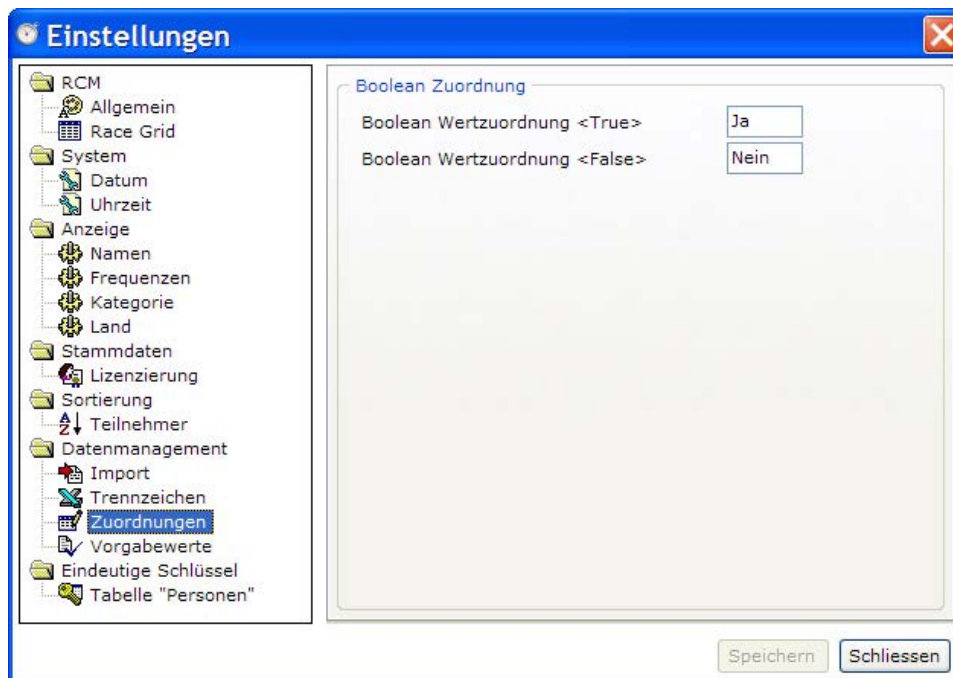 Einstellungen
RCM
Allgemein
Race Grid
System
Datum
Uhrzeit
Anzeige
Namen
Frequenzen
Kategorie
Land
Stammdaten
Lizenzierung
Sortierung
Teilnehmer
Datenmanagement
Import
Trennzeichen
Zuordnungen
Vorgabewerte
Eindeutige Schlüssel
Tabelle "Personen"
Boolean Zuordnung
Boolean Wertzuordnung <True> Ja
Boolean Wertzuordnung <False> Nein
Speichern Schliessen